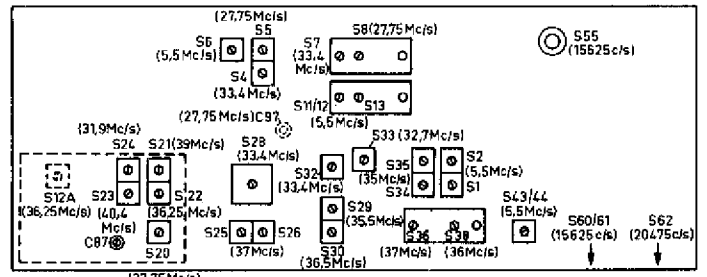 (27,75Mc/s)
S5
S6
(5,5Mc/s)
S4
(33,4Mc/s)
S8(27,75Mc/s)
S7
(33,4
Mc/s)
S55
(15625c/s)
S11/12
S13
(5,5Mc/s)
(27,75Mc/s)C97
(31,9Mc/s)
S24
S21(39Mc/s)
S28
(33,4Mc/s)
S33(32,7Mc/s)
S32
(33,4Mc/s)
(35Mc/s)
S35
S34
S2
(5,5Mc/s)
S1
S12A
(36,25Mc/s)
S23
(40,4
Mc/s)
S22
(36,25Mc/s)
C87
S20
(37,75Mc/s)
S25
S26
(37Mc/s)
S29
(35,5Mc/s)
S30
(36,5Mc/s)
S36
S38
(37Mc/s)
(36Mc/s)
S43/44
(5,5Mc/s)
S60/61
(15625c/s)
S62
(20475c/s)